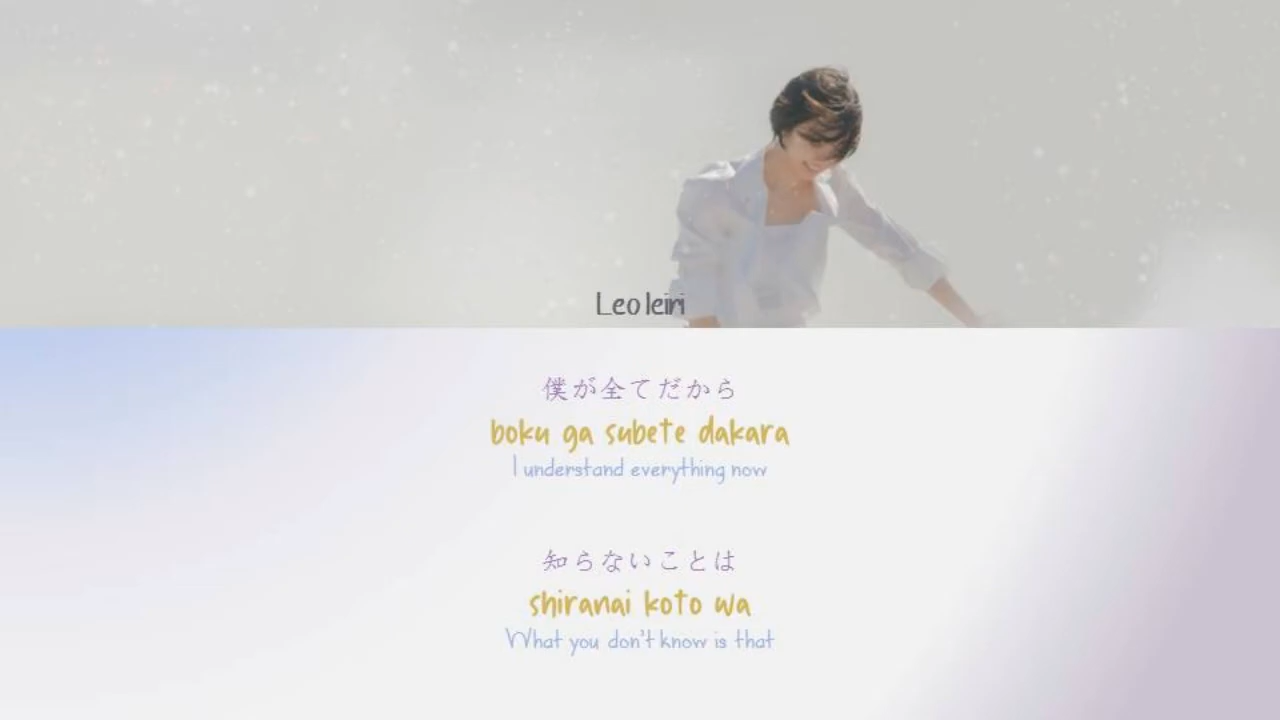 Leo Ieiri
僕が全てだから
boku ga subete dakara
I understand everything now
知らないことは
shiranai koto wa
What you don't know is that